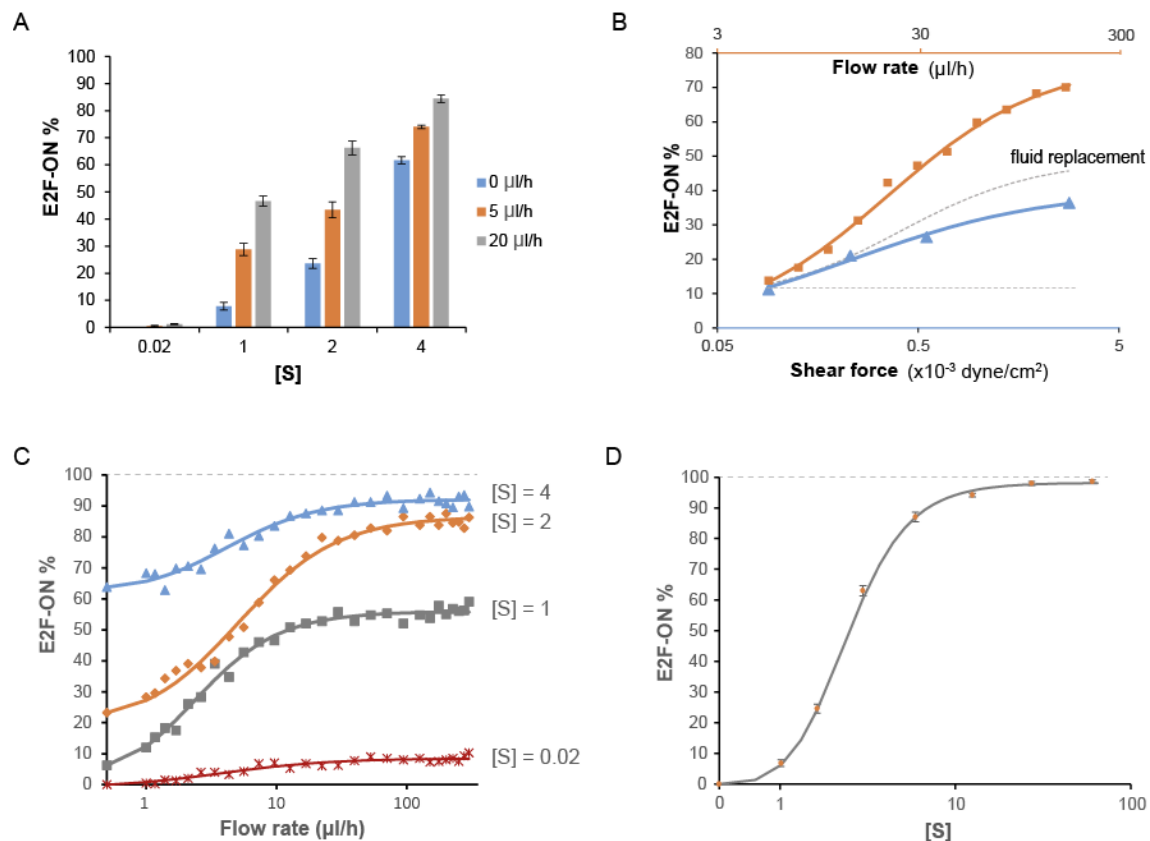 A
E2F-ON %
100
90
80
70
60
50
40
30
20
10
0
0.02
1
2
4
[S]
0 µl/h
5 µl/h
20 µl/h
B
3
30
300
Flow rate (µl/h)
E2F-ON %
80
70
60
50
40
30
20
10
0
fluid replacement
0.05
0.5
5
Shear force (x10⁻³ dyne/cm²)
C
E2F-ON %
100
90
80
70
60
50
40
30
20
10
0
[S] = 4
[S] = 2
[S] = 1
[S] = 0.02
1
10
100
Flow rate (µl/h)
D
E2F-ON %
100
90
80
70
60
50
40
30
20
10
0
0
1
10
100
[S]